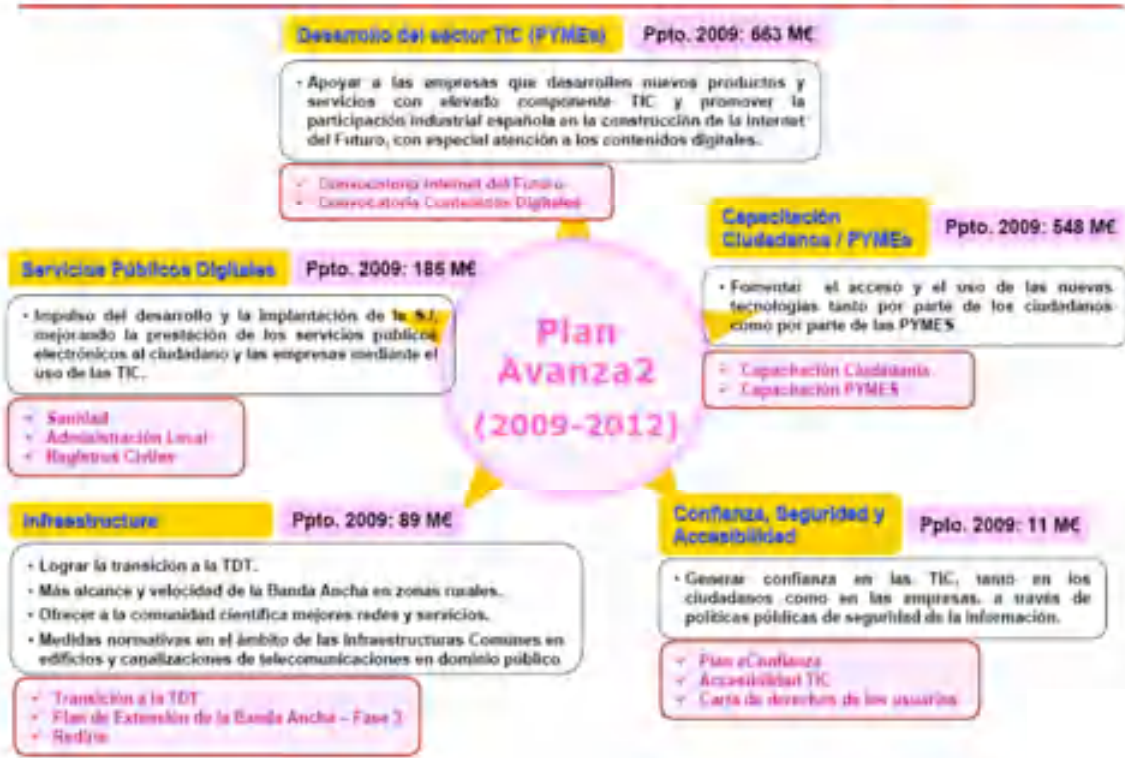 Desarrollo del sector TIC (PYMEs)
Ppto. 2009: 663 M€
• Apoyar a las empresas que desarrollen nuevos productos y
servicios con elevado componente TIC y promover la
participación industrial española en la construcción de la Internet
del Futuro, con especial atención a los contenidos digitales.
✓ Convocatoria Internet del Futuro
✓ Convocatoria Contenidos Digitales
Capacitación
Ciudadanos / PYMEs
Ppto. 2009: 548 M€
• Fomentar el acceso y el uso de las nuevas
tecnologías tanto por parte de los ciudadanos
como por parte de las PYMES
✓ Capacitación Ciudadanía
✓ Capacitación PYMES
Servicios Públicos Digitales
Ppto. 2009: 185 M€
• Impulso del desarrollo y la implantación de la SI,
mejorando la prestación de los servicios públicos
electrónicos al ciudadano y las empresas mediante el
uso de las TIC.
✓ Sanidad
✓ Administración Local
✓ Registros Civiles
Plan
Avanza2
(2009-2012)
Infraestructure
Ppto. 2009: 89 M€
• Lograr la transición a la TDT.
• Más alcance y velocidad de la Banda Ancha en zonas rurales.
• Ofrecer a la comunidad científica mejores redes y servicios.
• Medidas normativas en el ámbito de las Infraestructuras Comunes en
edificios y canalizaciones de telecomunicaciones en dominio público
✓ Transición a la TDT
✓ Plan de Extensión de la Banda Ancha – Fase 3
✓ RedIris
Confianza, Seguridad y
Accesibilidad
Ppto. 2009: 11 M€
• Generar confianza en las TIC, tanto en los
ciudadanos como en las empresas, a través de
políticas públicas de seguridad de la información.
✓ Plan eConfianza
✓ Accesibilidad TIC
✓ Carta de derechos de los usuarios